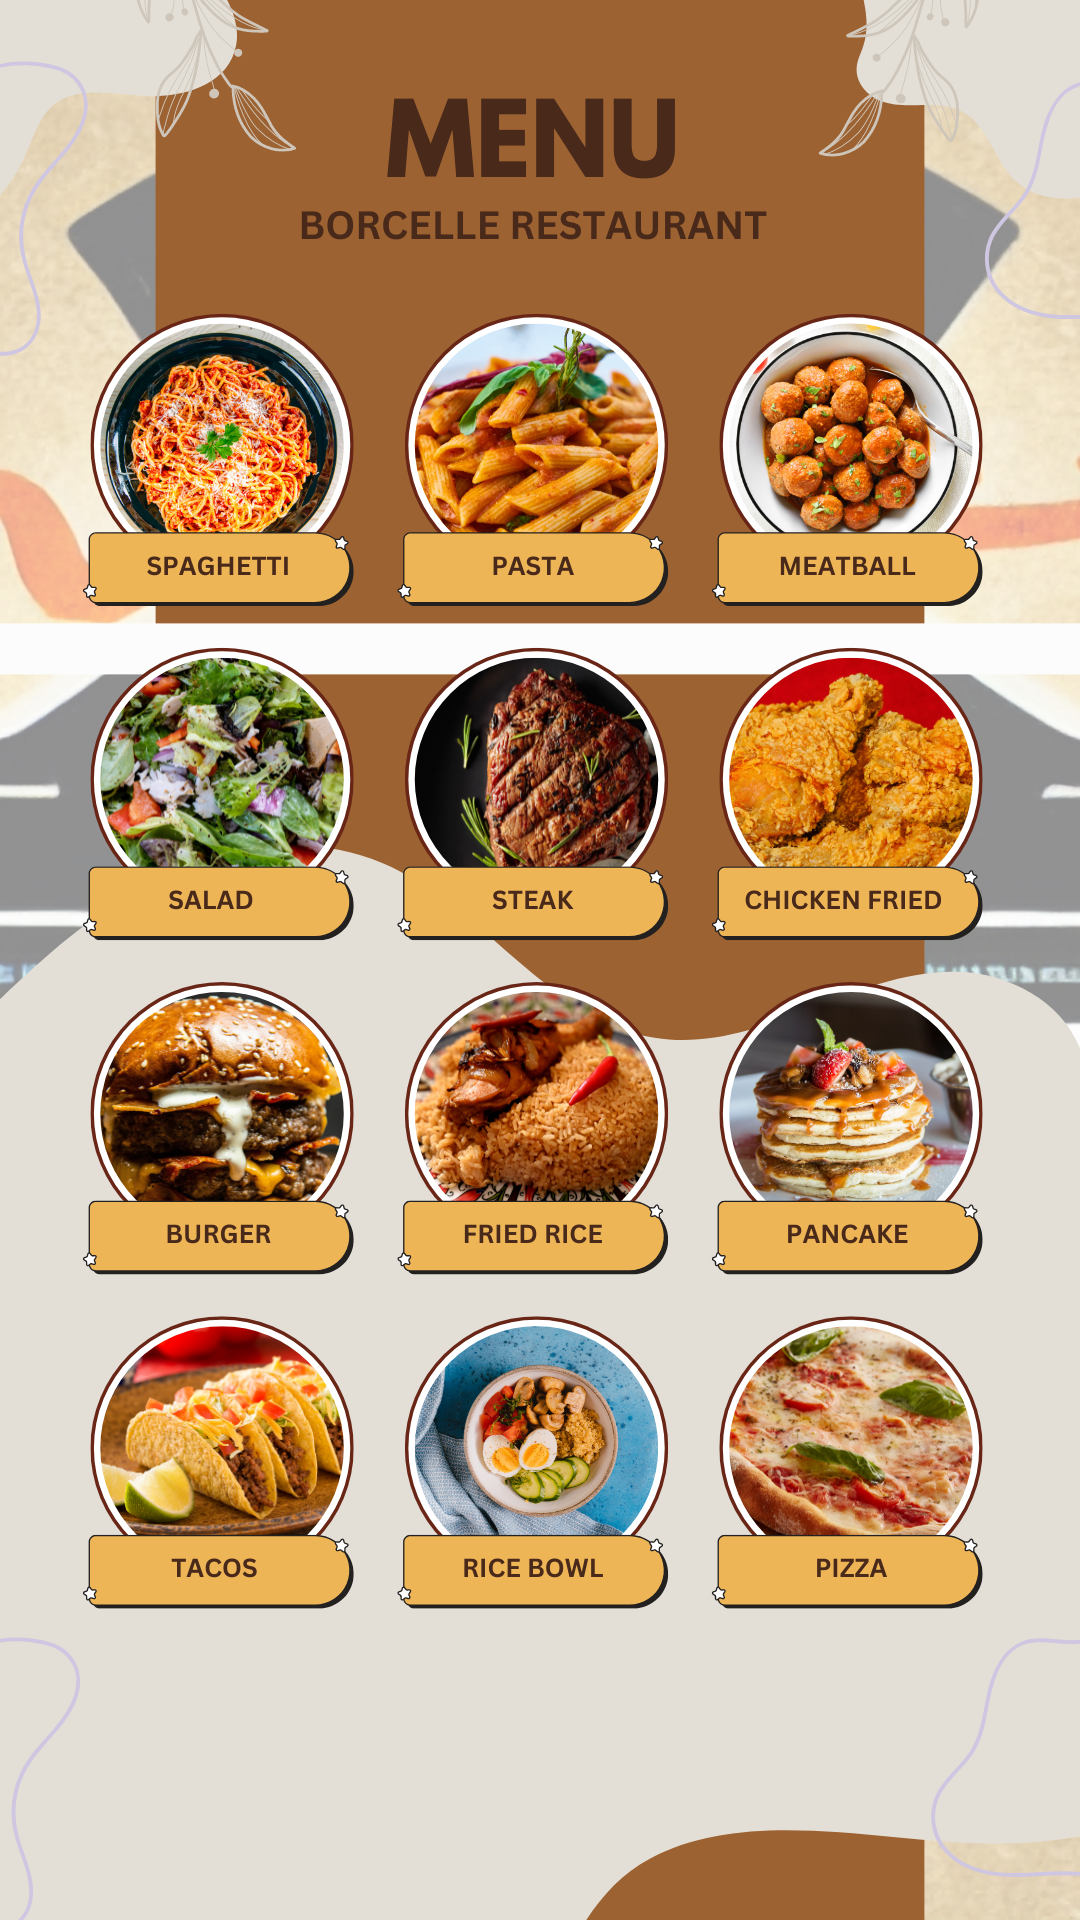 MENU
BORCELLE RESTAURANT
SPAGHETTI
PASTA
MEATBALL
SALAD
STEAK
CHICKEN FRIED
BURGER
FRIED RICE
PANCAKE
TACOS
RICE BOWL
PIZZA